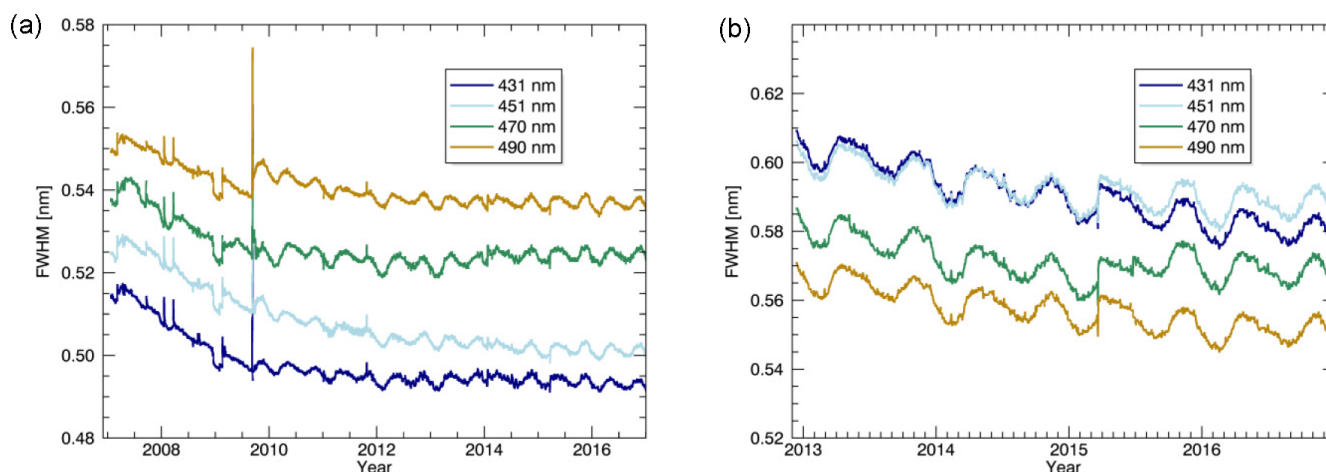 (a)
0.58
0.56
0.54
0.52
0.50
0.48
FWHM [nm]
431 nm
451 nm
470 nm
490 nm
2008 2010 2012 2014 2016
Year
(b)
0.62
0.60
0.58
0.56
0.54
0.52
FWHM [nm]
431 nm
451 nm
470 nm
490 nm
2013 2014 2015 2016
Year